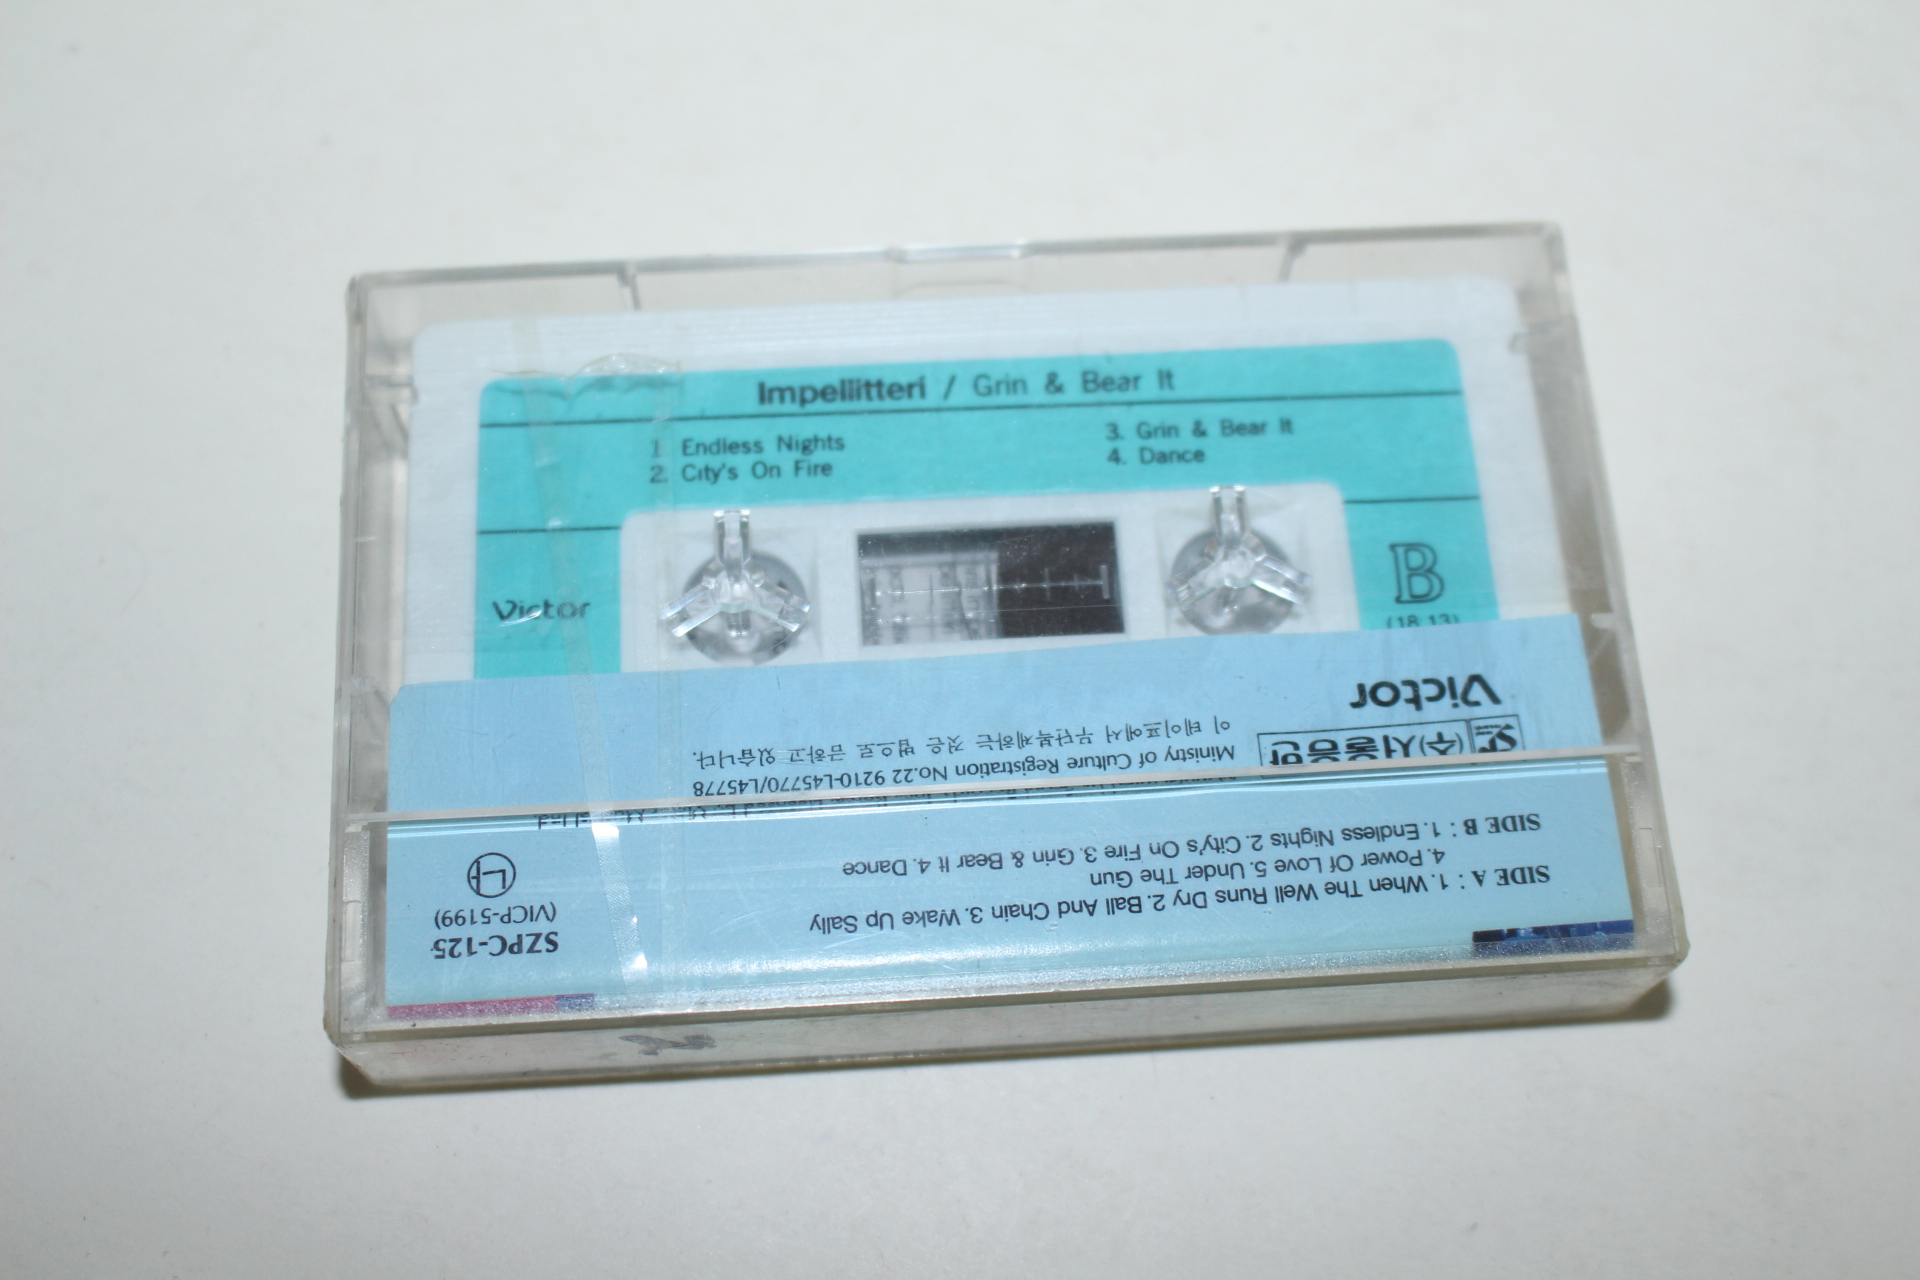 Impellitteri / Grin & Bear It
1. Endless Nights
2. City's On Fire
3. Grin & Bear It
4. Dance
Victor
B
(18:13)
Victor
SP (주)서울음반
이 테이프에서 무단복제하는 것은 법으로 금하고 있습니다.
Ministry of Culture Registration No.22 9210-L45770/L45778
SIDE B : 1. Endless Nights 2. City's On Fire 3. Grin & Bear It 4. Dance
SIDE A : 1. When The Well Runs Dry 2. Ball And Chain 3. Wake Up Sally
4. Power Of Love 5. Under The Gun
나
(VICP-5199)
SZPC-125